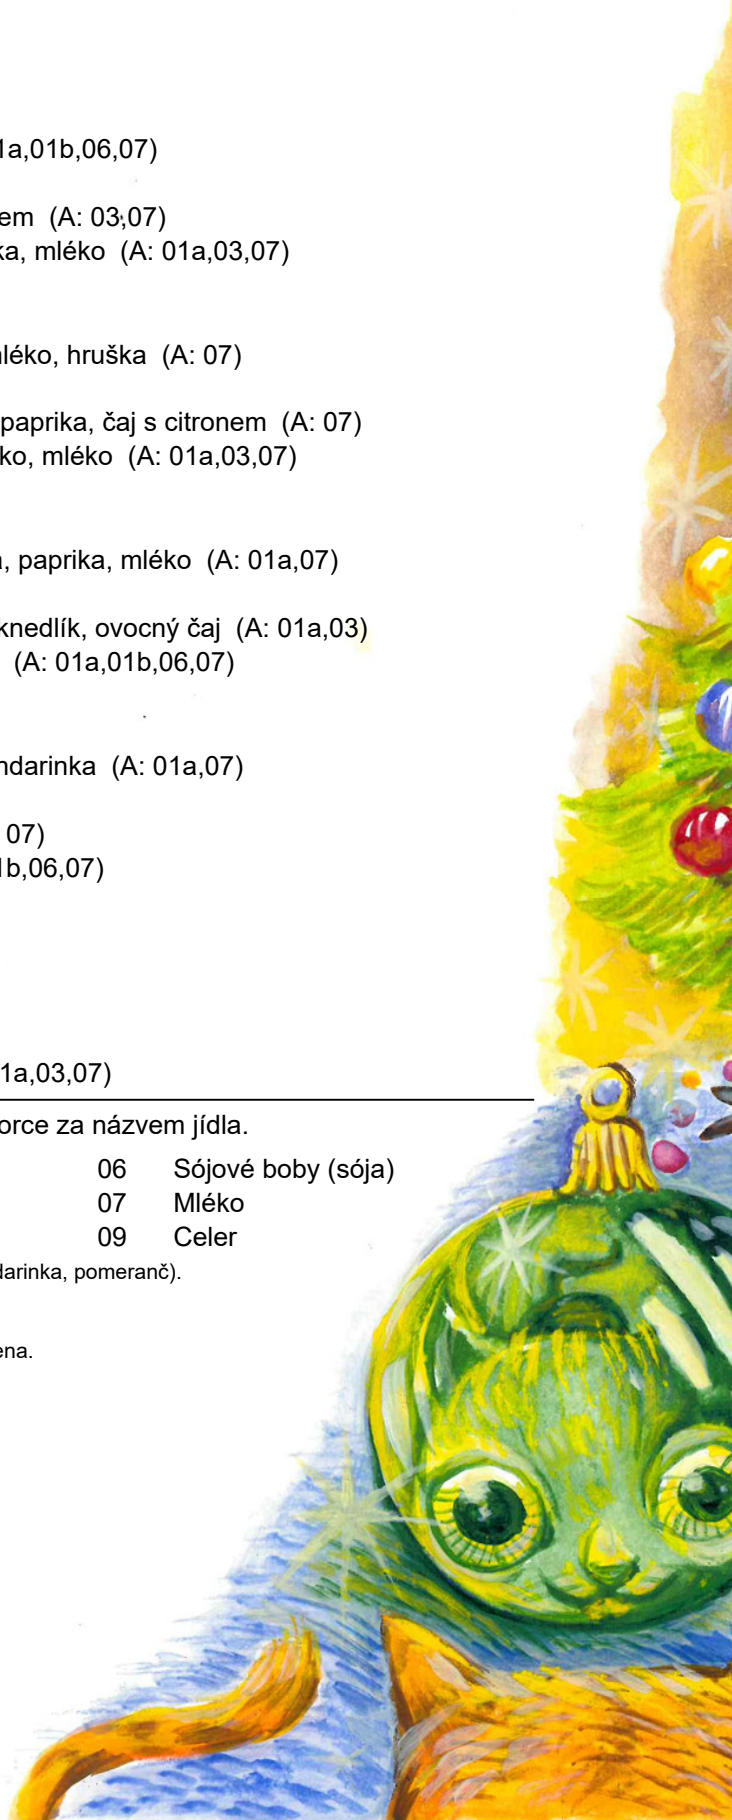 1a,01b,06,07)
em (A: 03,07)
ka, mléko (A: 01a,03,07)
mléko, hruška (A: 07)
paprika, čaj s citronem (A: 07)
ko, mléko (A: 01a,03,07)
, paprika, mléko (A: 01a,07)
knedlík, ovocný čaj (A: 01a,03)
(A: 01a,01b,06,07)
ndarinka (A: 01a,07)
07)
1b,06,07)
1a,03,07)
orce za názvem jídla.
06 Sójové boby (sója)
07 Mléko
09 Celer
darinka, pomeranč).
ena.